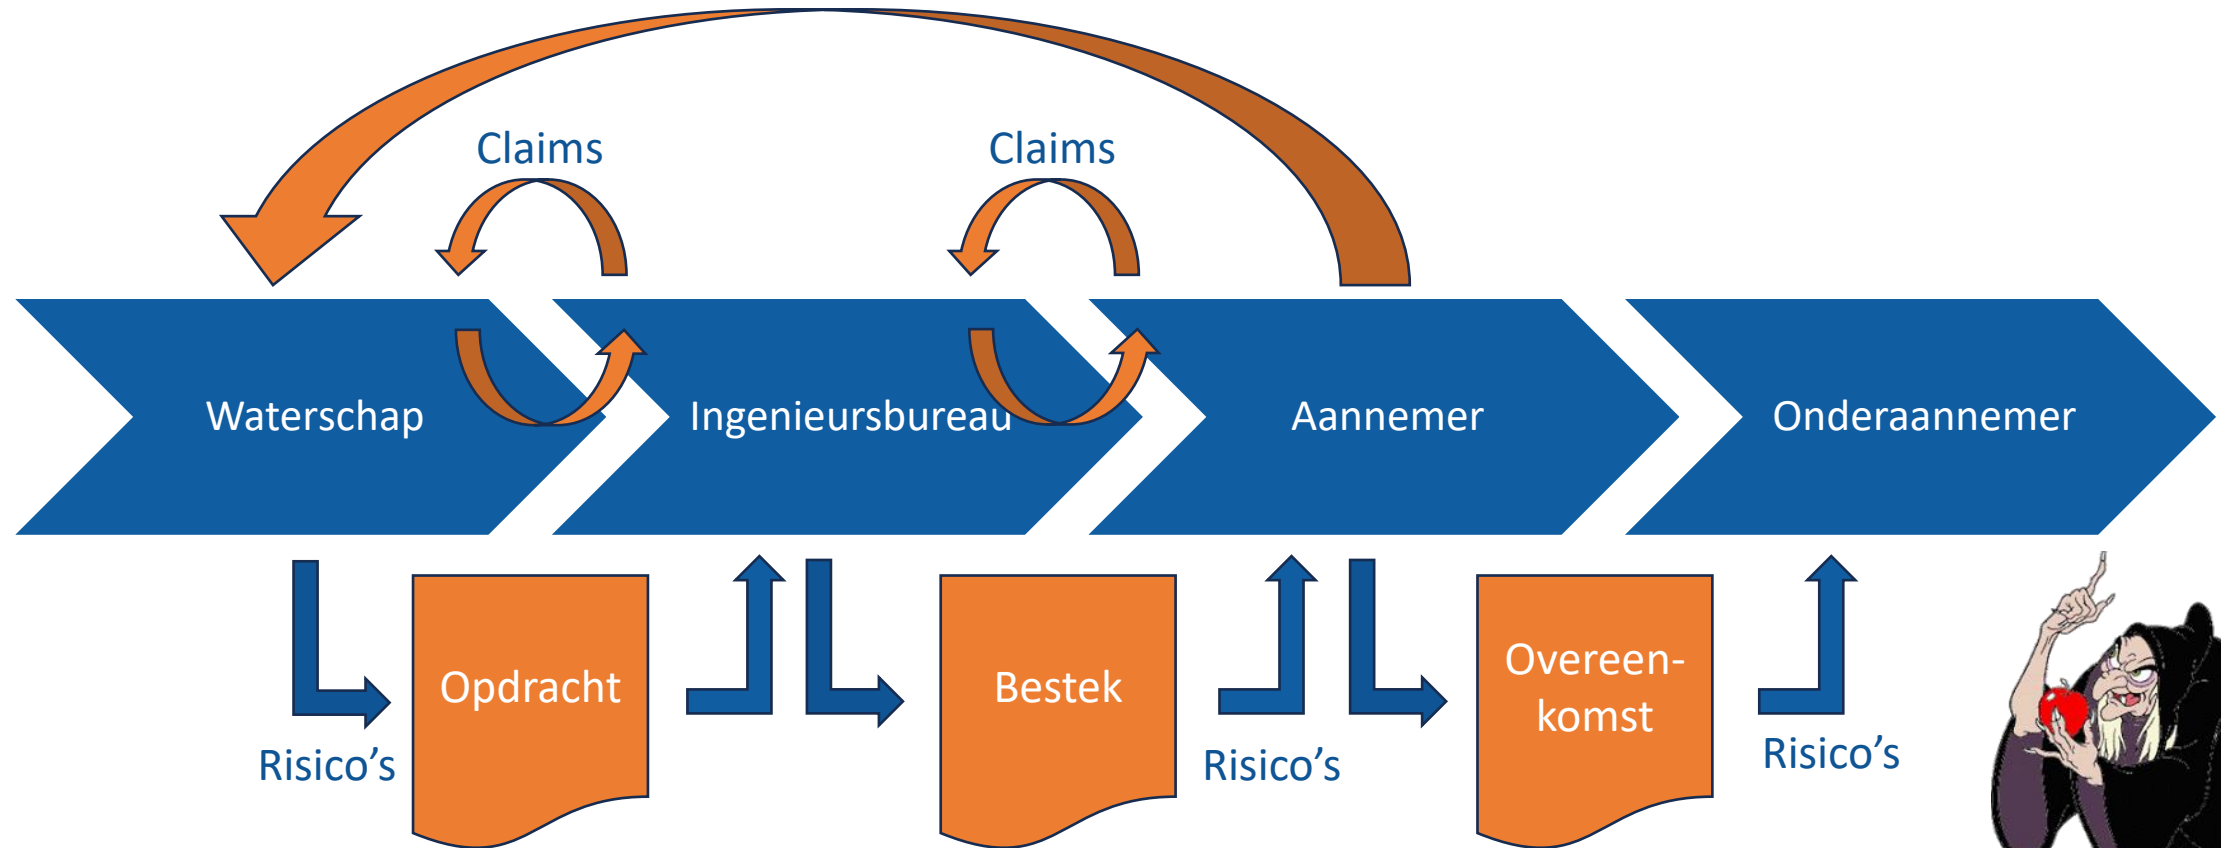 Claims
Claims
Waterschap
Ingenieursbureau
Aannemer
Onderaannemer
Opdracht
Bestek
Overeen-
komst
Risico’s
Risico’s
Risico’s